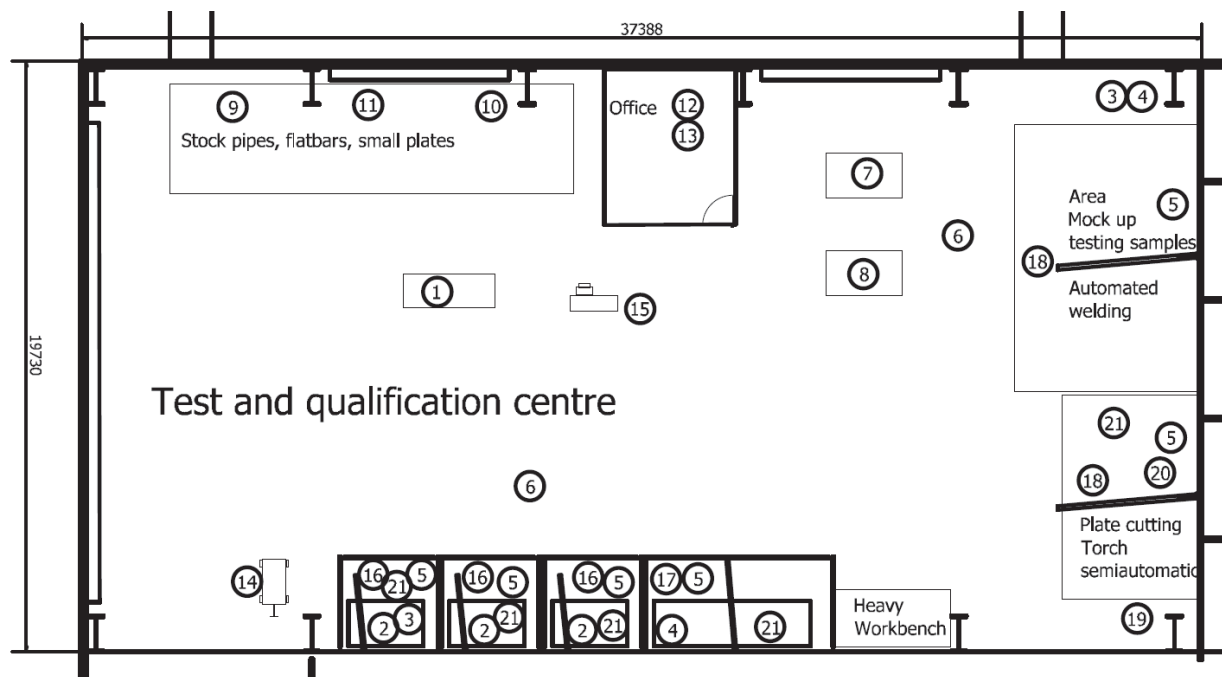 37388
9
11
10
Stock pipes, flatbars, small plates
Office
12
13
3 4
7
Area
Mock up
testing samples
5
6
18
8
Automated
welding
1
15
19730
Test and qualification centre
21
5
20
18
6
Plate cutting
Torch
semiautomatic
14
16 21 5
2 3
16 5
2 21
16 5
2 21
17 5
4 21
Heavy
Workbench
19